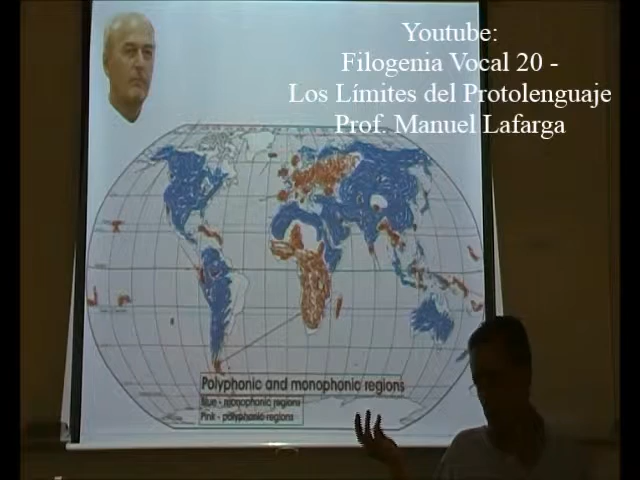 Youtube:
Filogenia Vocal 20 -
Los Límites del Protolenguaje
Prof. Manuel Lafarga
Polyphonic and monophonic regions
Blue - monophonic regions
Pink - polyphonic regions